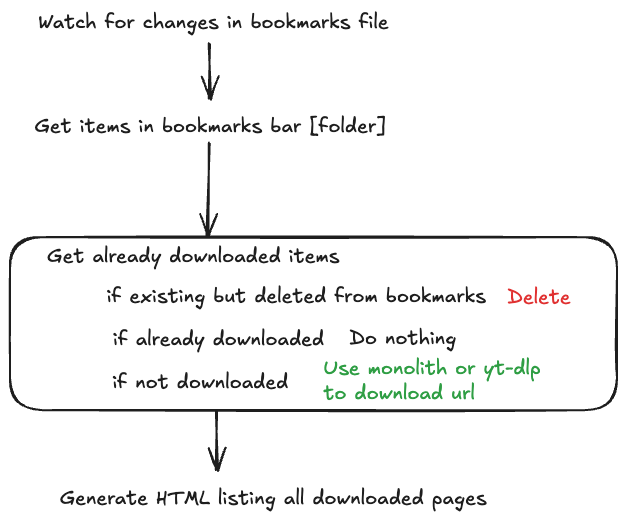 Watch for changes in bookmarks file
Get items in bookmarks bar [folder]
Get already downloaded items
if existing but deleted from bookmarks Delete
if already downloaded Do nothing
if not downloaded Use monolith or yt-dlp
to download url
Generate HTML listing all downloaded pages